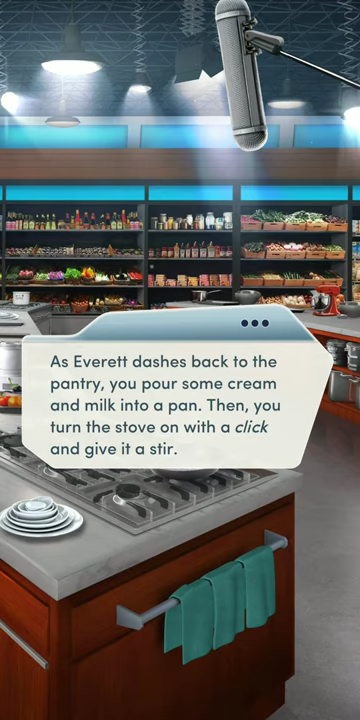 As Everett dashes back to the
pantry, you pour some cream
and milk into a pan. Then, you
turn the stove on with a click
and give it a stir.